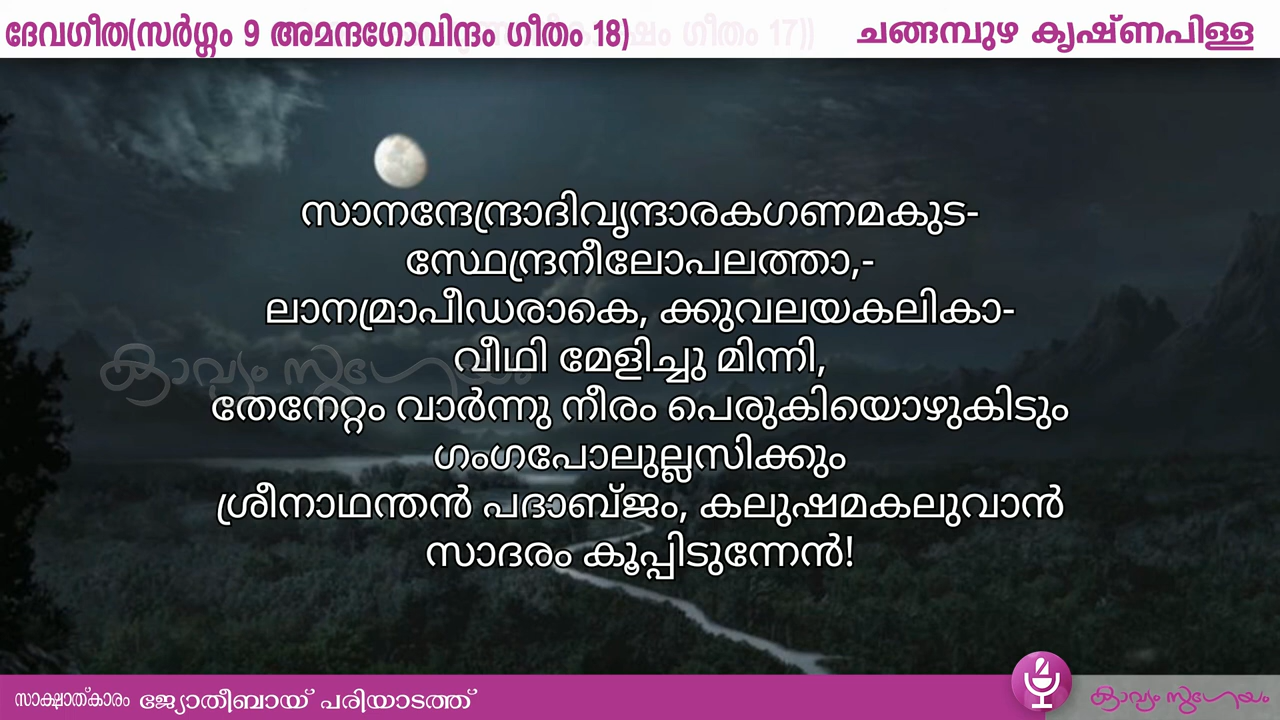 ദേവഗീത(സർഗ്ഗം 9 അമന്ദഗോവിന്ദം ഗീതം 18)
ചങ്ങമ്പുഴ കൃഷ്ണപിള്ള
സാനന്ദേന്ദ്രാദിവൃന്ദാരകഗണമകുട-
സ്ഥേന്ദ്രനീലോപലത്താ,-
ലാനമ്രാപീഡരാകെ, ക്കുവലയകലികാ-
വീഥി മേളിച്ചു മിന്നി,
തേനേറ്റം വാർന്നു നീരം പെരുകിയൊഴുകിടും
ഗംഗപോലുല്ലസിക്കും
ശ്രീനാഥന്തൻ പദാബ്ജം, കലുഷമകലുവാൻ
സാദരം കൂപ്പിടുന്നേൻ!
കാവ്യം സുഗേയം
സാക്ഷാത്കാരം ജ്യോതീബായ് പരിയാടത്ത്
കാവ്യം സുഗേയം